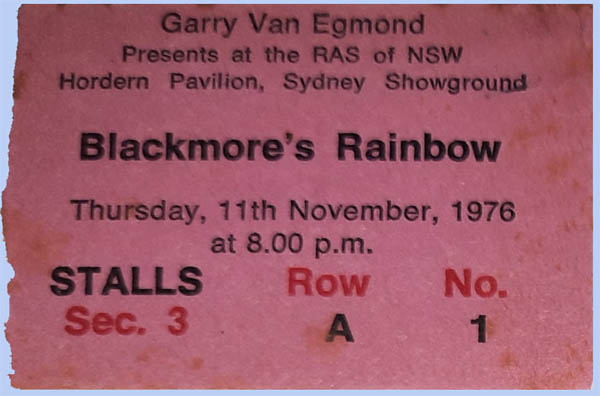 Garry Van Egmond
Presents at the RAS of NSW
Hordern Pavilion, Sydney Showground
Blackmore's Rainbow
Thursday, 11th November, 1976
at 8.00 p.m.
STALLS Row No.
Sec. 3 A 1